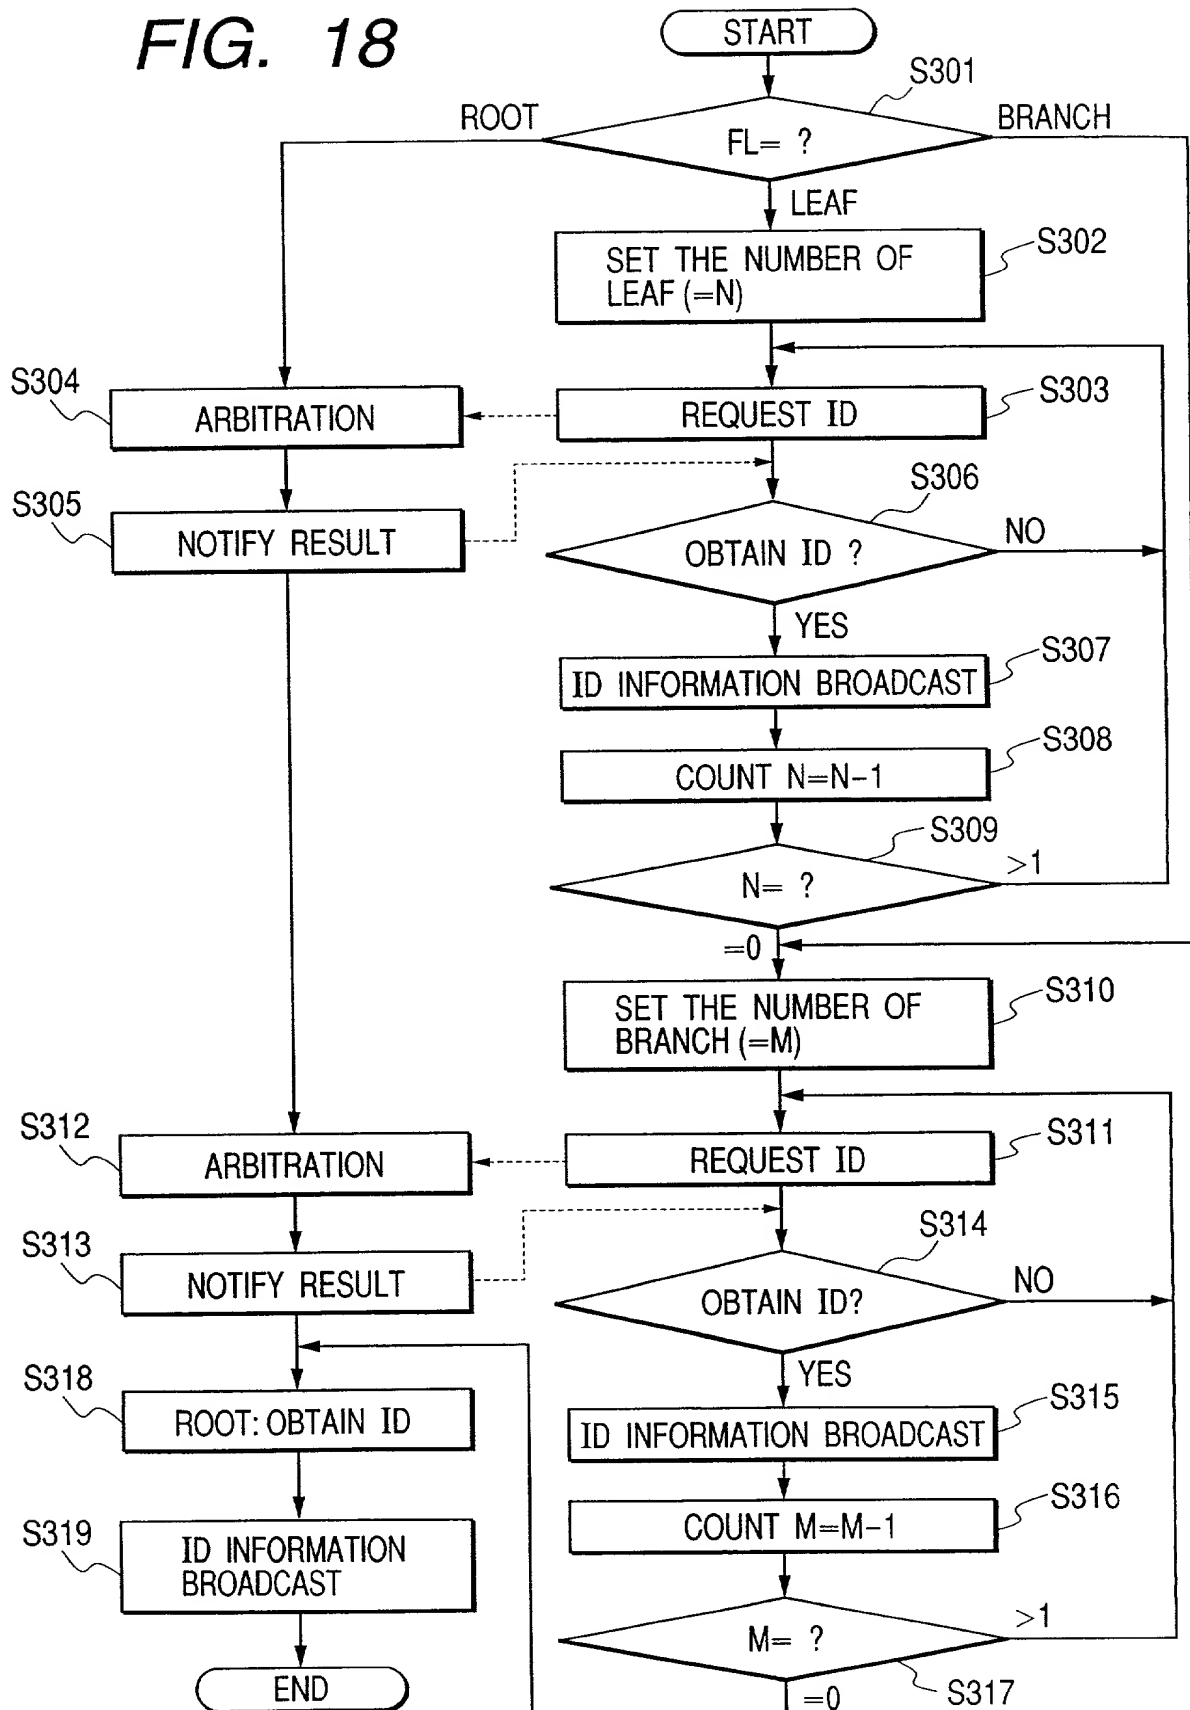 FIG. 18
START
S301
ROOT
FL= ?
BRANCH
LEAF
S302
SET THE NUMBER OF
LEAF (=N)
S304
ARBITRATION
REQUEST ID
S303
S305
NOTIFY RESULT
S306
OBTAIN ID ?
NO
YES
S307
ID INFORMATION BROADCAST
S308
COUNT N=N-1
S309
N= ?
>1
=0
SET THE NUMBER OF
BRANCH (=M)
S310
S312
ARBITRATION
REQUEST ID
S311
S313
NOTIFY RESULT
S314
OBTAIN ID?
NO
YES
S318
ROOT: OBTAIN ID
S315
ID INFORMATION BROADCAST
S316
COUNT M=M-1
S319
ID INFORMATION
BROADCAST
M= ?
>1
S317
=0
END